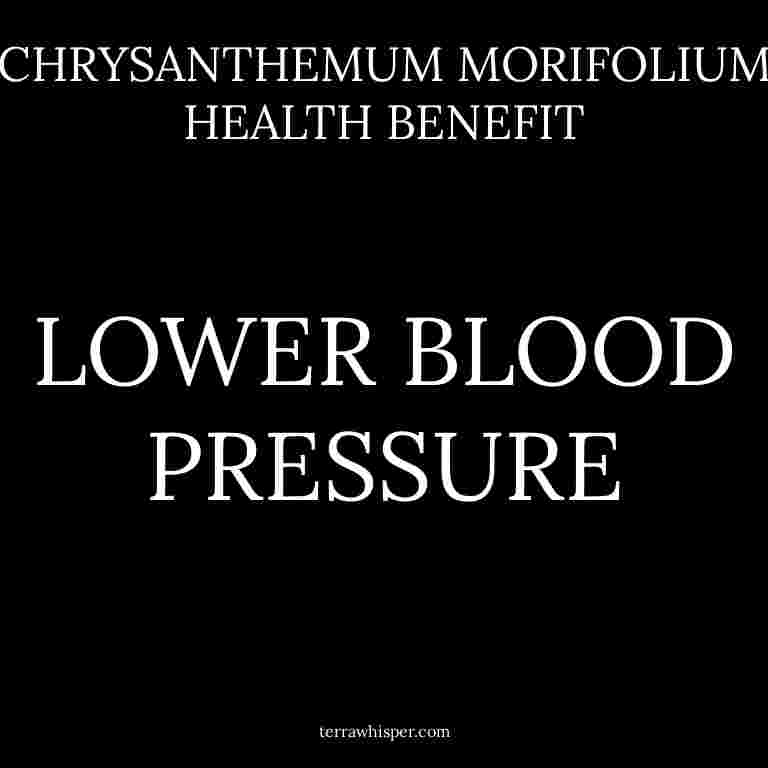 CHRYSANTHEMUM MORIFOLIUM
HEALTH BENEFIT
LOWER BLOOD
PRESSURE
terrawhisper.com